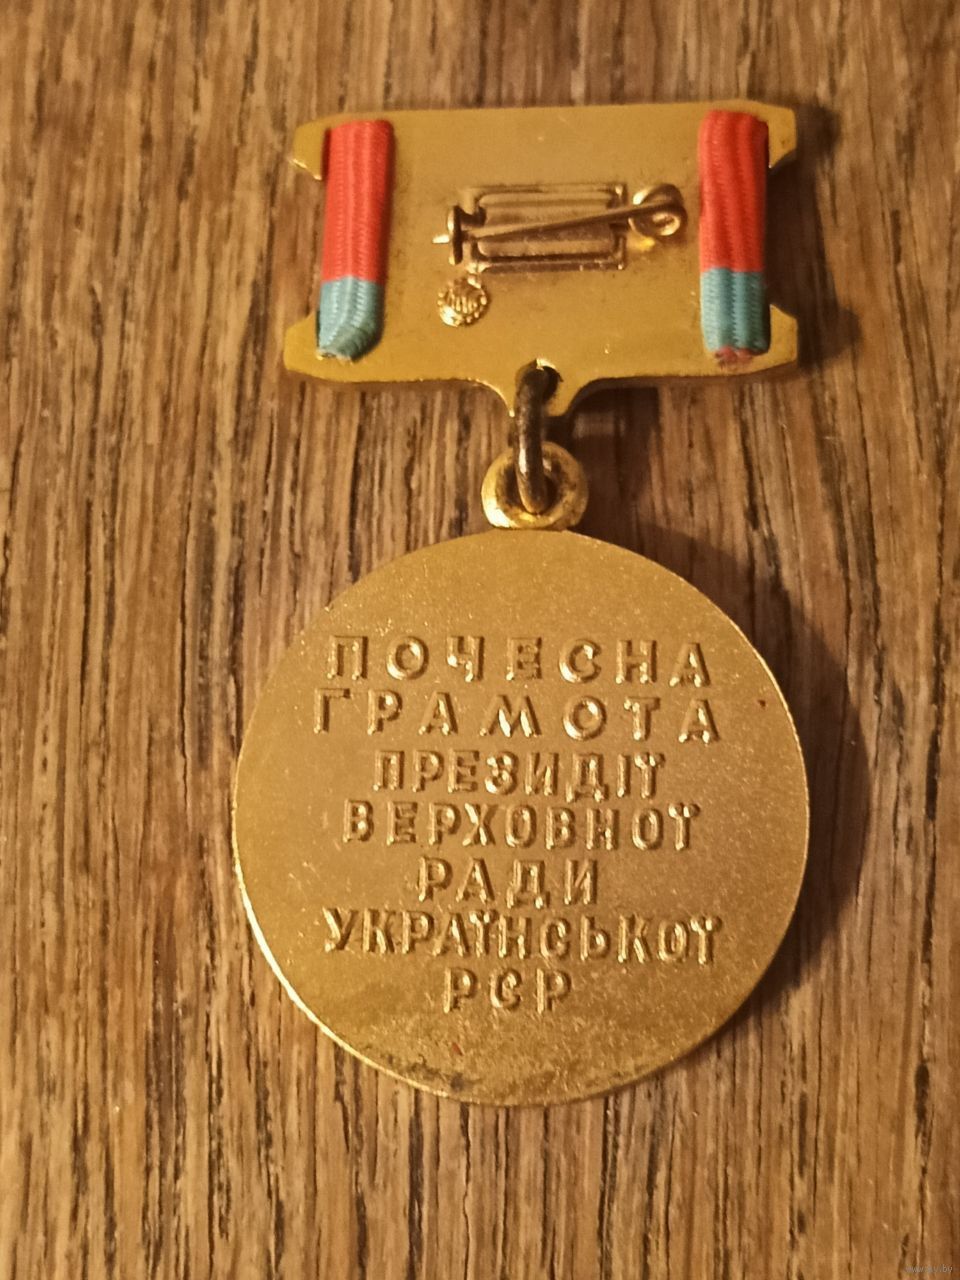 ПОЧЕСНА
ГРАМОТА
ПРЕЗИДІЇ
ВЕРХОВНОЇ
РАДИ
УКРАЇНСЬКОЇ
РСР